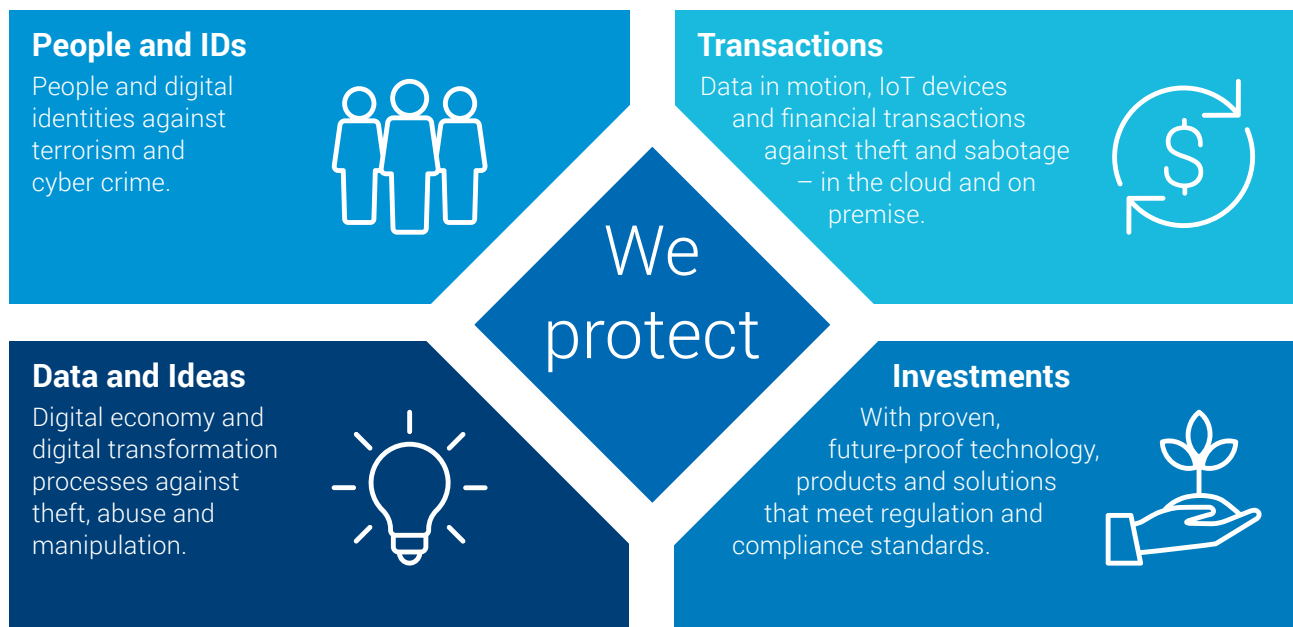 People and IDs
People and digital
identities against
terrorism and
cyber crime.
Transactions
Data in motion, IoT devices
and financial transactions
against theft and sabotage
– in the cloud and on
premise.
We
protect
Data and Ideas
Digital economy and
digital transformation
processes against
theft, abuse and
manipulation.
Investments
With proven,
future-proof technology,
products and solutions
that meet regulation and
compliance standards.
$